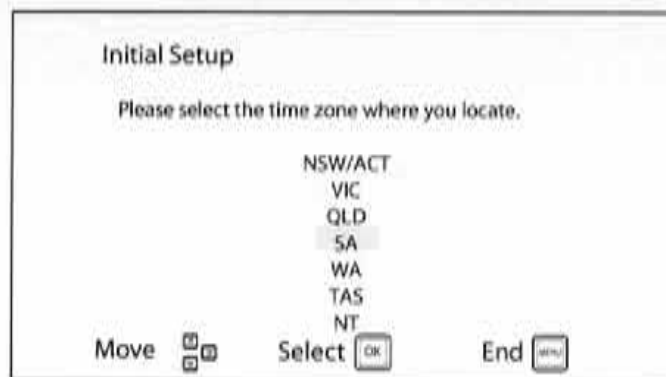 Initial Setup
Please select the time zone where you locate.
NSW/ACT
VIC
QLD
SA
WA
TAS
NT
Move Select OK End MENU